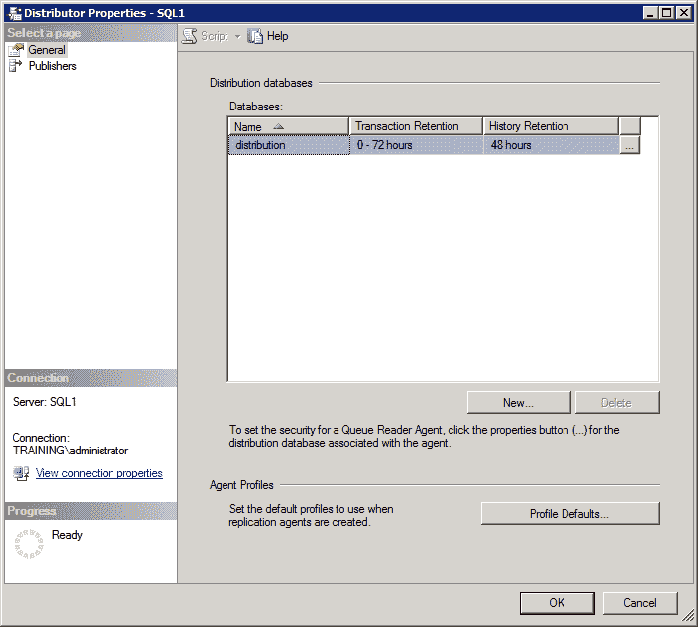 Distributor Properties - SQL1
Select a page
General
Publishers
Script
Help
Distribution databases
Databases:
Name Transaction Retention History Retention
distribution 0 - 72 hours 48 hours ...
New... Delete
To set the security for a Queue Reader Agent, click the properties button (...) for the
distribution database associated with the agent.
Agent Profiles
Set the default profiles to use when
replication agents are created.
Profile Defaults...
Connection
Server: SQL1
Connection:
TRAINING\administrator
View connection properties
Progress
Ready
OK Cancel